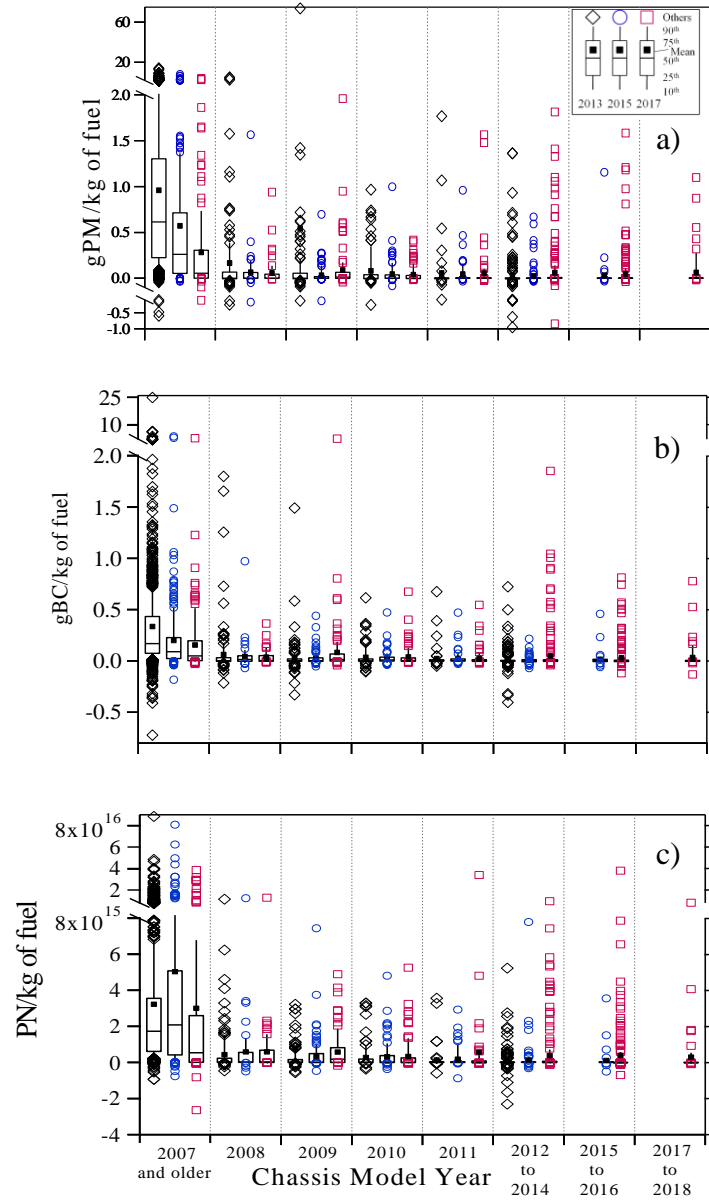 Others
90th
75th
Mean
50th
25th
10th
2013 2015 2017
a)
60
20
2.0
1.5
1.0
0.5
0.0
-0.5
-1.0
gPM/kg of fuel
b)
25
10
2.0
1.5
1.0
0.5
0.0
-0.5
gBC/kg of fuel
c)
8x10 16
4
2
8x10 15
6
4
2
0
-2
-4
PN/kg of fuel
2007 and older
2008
2009
2010
2011
2012 to 2014
2015 to 2016
2017 to 2018
Chassis Model Year